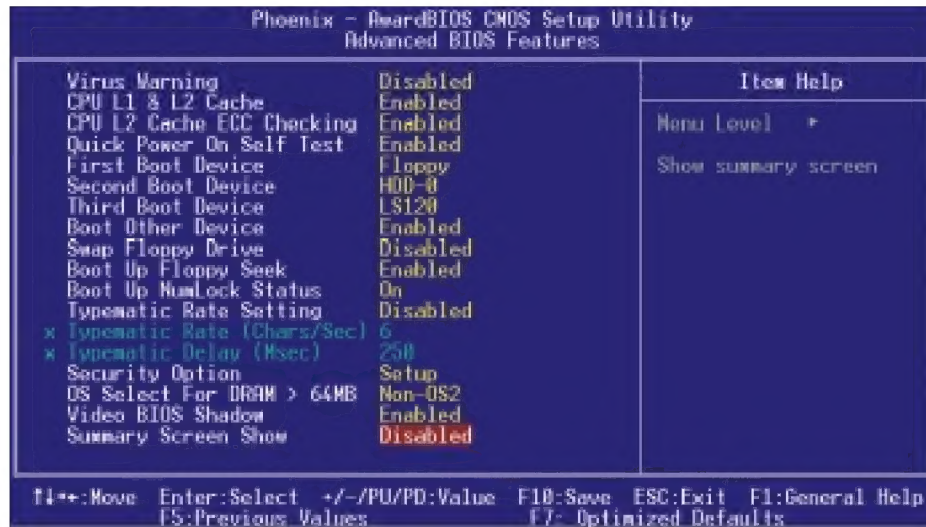 Phoenix - AwardBIOS CMOS Setup Utility
Advanced BIOS Features
Virus Warning Disabled
CPU L1 & L2 Cache Enabled
CPU L2 Cache ECC Checking Enabled
Quick Power On Self Test Enabled
First Boot Device Floppy
Second Boot Device HDD-0
Third Boot Device LS120
Boot Other Device Enabled
Swap Floppy Drive Disabled
Boot Up Floppy Seek Enabled
Boot Up NumLock Status On
Typematic Rate Setting Disabled
x Typematic Rate (Chars/Sec) 6
x Typematic Delay (Msec) 250
Security Option Setup
OS Select For DRAM > 64MB Non-OS2
Video BIOS Shadow Enabled
Summary Screen Show Disabled
Item Help
Menu Level ►
Show summary screen
↑↓→←:Move Enter:Select +/-/PU/PD:Value F10:Save ESC:Exit F1:General Help
F5:Previous Values F7: Optimized Defaults